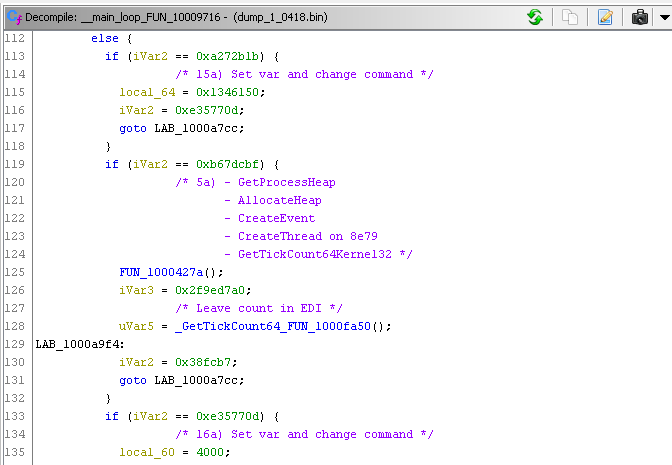 Decompile: __main_loop_FUN_10009716 - (dump_1_0418.bin)
112 else {
113 if (iVar2 == 0xa272b1b) {
114 /* 15a) Set var and change command */
115 local_64 = 0x1346150;
116 iVar2 = 0xe35770d;
117 goto LAB_1000a7cc;
118 }
119 if (iVar2 == 0xb67dcbf) {
120 /* 5a) - GetProcessHeap
121 - AllocateHeap
122 - CreateEvent
123 - CreateThread on 8e79
124 - GetTickCount64Kernel32 */
125 FUN_1000427a();
126 iVar3 = 0x2f9ed7a0;
127 /* Leave count in EDI */
128 uVar5 = _GetTickCount64_FUN_1000fa50();
129 LAB_1000a9f4:
130 iVar2 = 0x38fcb7;
131 goto LAB_1000a7cc;
132 }
133 if (iVar2 == 0xe35770d) {
134 /* 16a) Set var and change command */
135 local_60 = 4000;